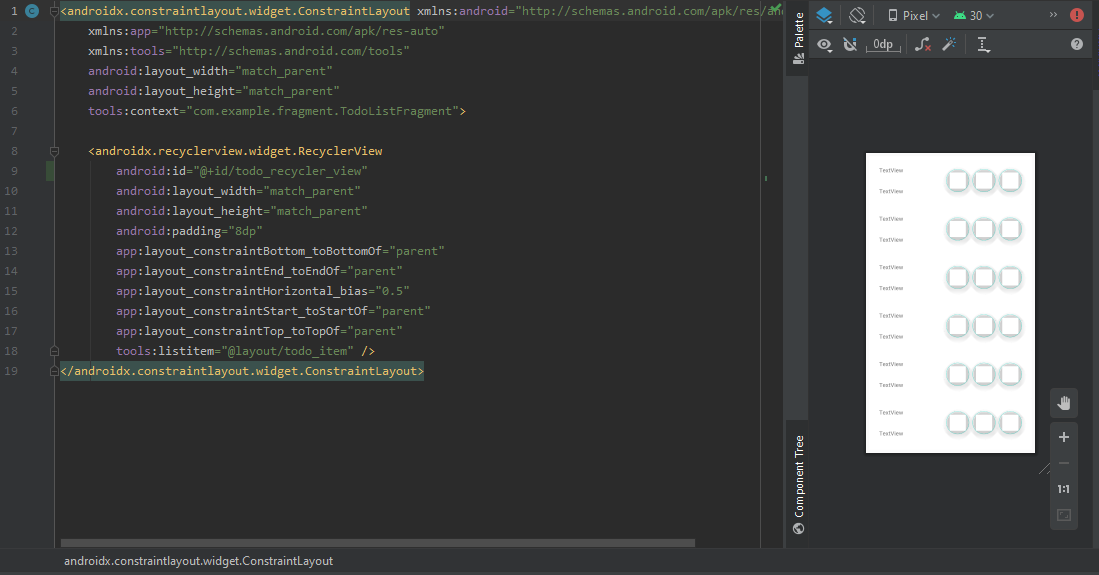 1 C <androidx.constraintlayout.widget.ConstraintLayout xmlns:android="http://schemas.android.com/apk/res/and
2 xmlns:app="http://schemas.android.com/apk/res-auto"
3 xmlns:tools="http://schemas.android.com/tools"
4 android:layout_width="match_parent"
5 android:layout_height="match_parent"
6 tools:context="com.example.fragment.TodoListFragment">
7
8 <androidx.recyclerview.widget.RecyclerView
9 android:id="@+id/todo_recycler_view"
10 android:layout_width="match_parent"
11 android:layout_height="match_parent"
12 android:padding="8dp"
13 app:layout_constraintBottom_toBottomOf="parent"
14 app:layout_constraintEnd_toEndOf="parent"
15 app:layout_constraintHorizontal_bias="0.5"
16 app:layout_constraintStart_toStartOf="parent"
17 app:layout_constraintTop_toTopOf="parent"
18 tools:listitem="@layout/todo_item" />
19 </androidx.constraintlayout.widget.ConstraintLayout>
androidx.constraintlayout.widget.ConstraintLayout
Palette
Component Tree
Pixel 30 »
0dp
TextView
TextView
TextView
TextView
TextView
TextView
TextView
TextView
TextView
TextView
TextView
TextView
1:1